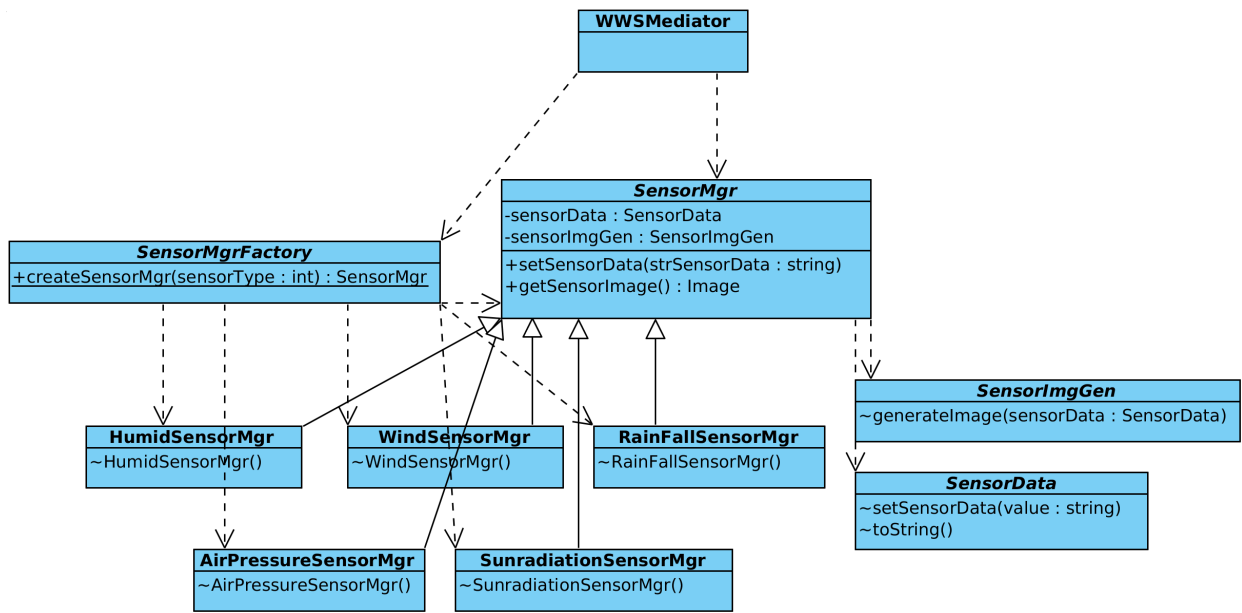 WWSMediator
SensorMgr
-sensorData : SensorData
-sensorImgGen : SensorImgGen
+setSensorData(strSensorData : string)
+getSensorImage() : Image
SensorMgrFactory
+createSensorMgr(sensorType : int) : SensorMgr
SensorImgGen
~generateImage(sensorData : SensorData)
HumidSensorMgr
~HumidSensorMgr()
WindSensorMgr
~WindSensorMgr()
RainFallSensorMgr
~RainFallSensorMgr()
SensorData
~setSensorData(value : string)
~toString()
AirPressureSensorMgr
~AirPressureSensorMgr()
SunradiationSensorMgr
~SunradiationSensorMgr()